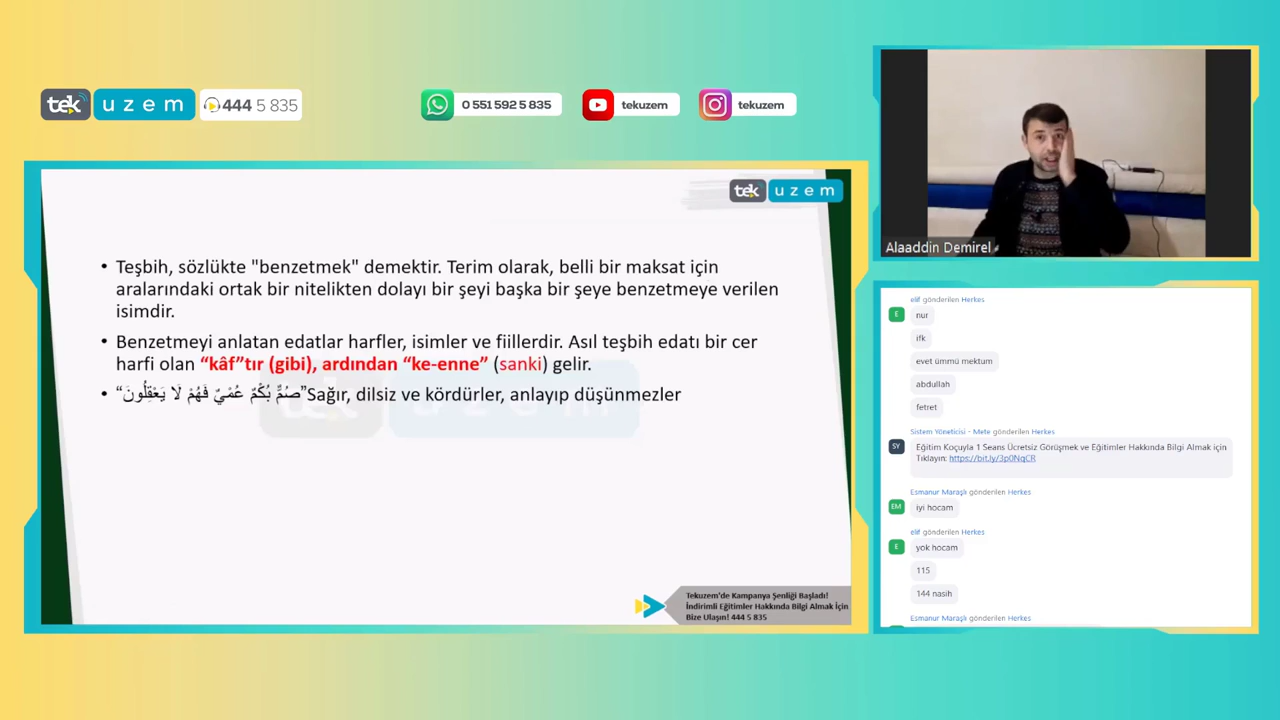 tek uzem 444 5 835
0 551 592 5 835
tekuzem
tekuzem
tek uzem
• Teşbih, sözlükte "benzetmek" demektir. Terim olarak, belli bir maksat için
aralarındaki ortak bir nitelikten dolayı bir şeyi başka bir şeye benzetmeye verilen
isimdir.
• Benzetmeyi anlatan edatlar harfler, isimler ve fiillerdir. Asıl teşbih edatı bir cer
harfi olan “kâf”tır (gibi), ardından “ke-enne” (sanki) gelir.
• “صُمٌّ بُكْمٌ عُمْيٌ فَهُمْ لَا يَعْقِلُونَ”Sağır, dilsiz ve kördürler, anlayıp düşünmezler
Tekuzem'de Kampanya Şenliği Başladı!
İndirimli Eğitimler Hakkında Bilgi Almak İçin
Bize Ulaşın! 444 5 835
Alaaddin Demirel
elif gönderilen Herkes
E
nur
ifk
evet ümmü mektum
abdullah
fetret
Sistem Yöneticisi - Mete gönderilen Herkes
SY
Eğitim Koçuyla 1 Seans Ücretsiz Görüşmek ve Eğitimler Hakkında Bilgi Almak için
Tıklayın: https://bit.ly/3p0NqCR
Esmanur Maraşlı gönderilen Herkes
EM
iyi hocam
elif gönderilen Herkes
E
yok hocam
115
144 nasih
Esmanur Maraşlı gönderilen Herkes